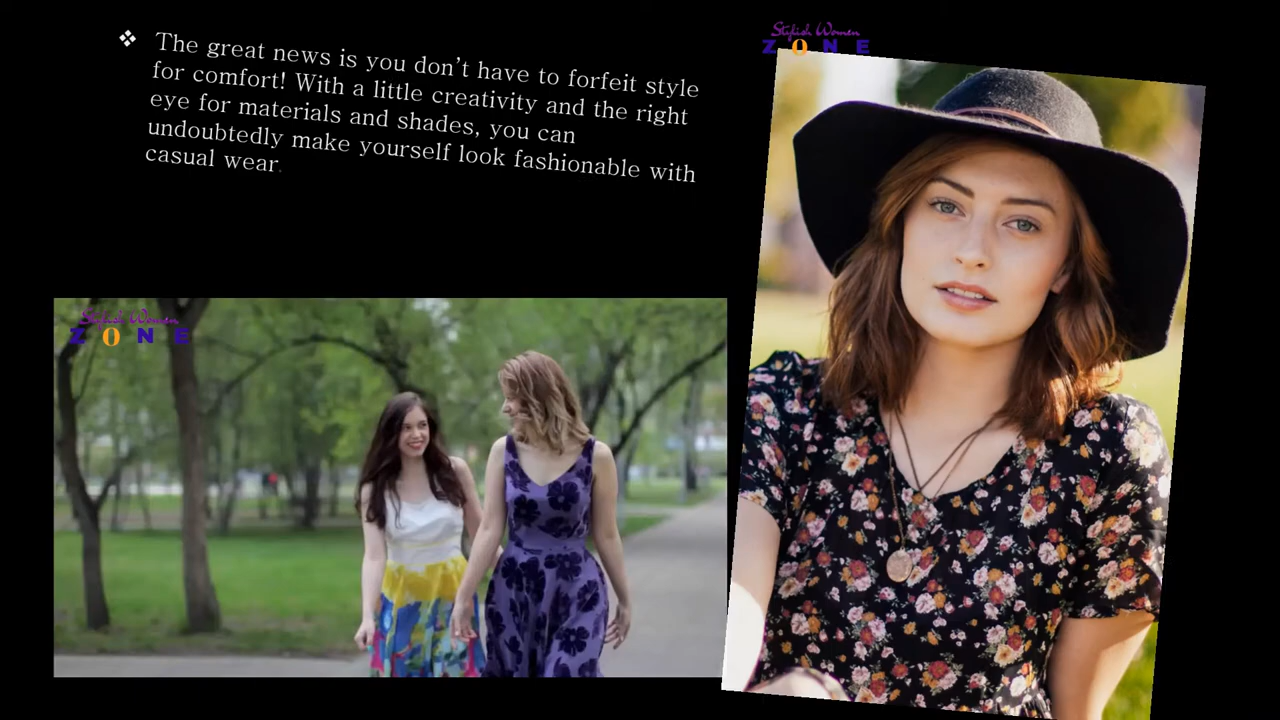 The great news is you don't have to forfeit style
for comfort! With a little creativity and the right
eye for materials and shades, you can
undoubtedly make yourself look fashionable with
casual wear.
Stylish Women
ZONE
Stylish Women
ZONE